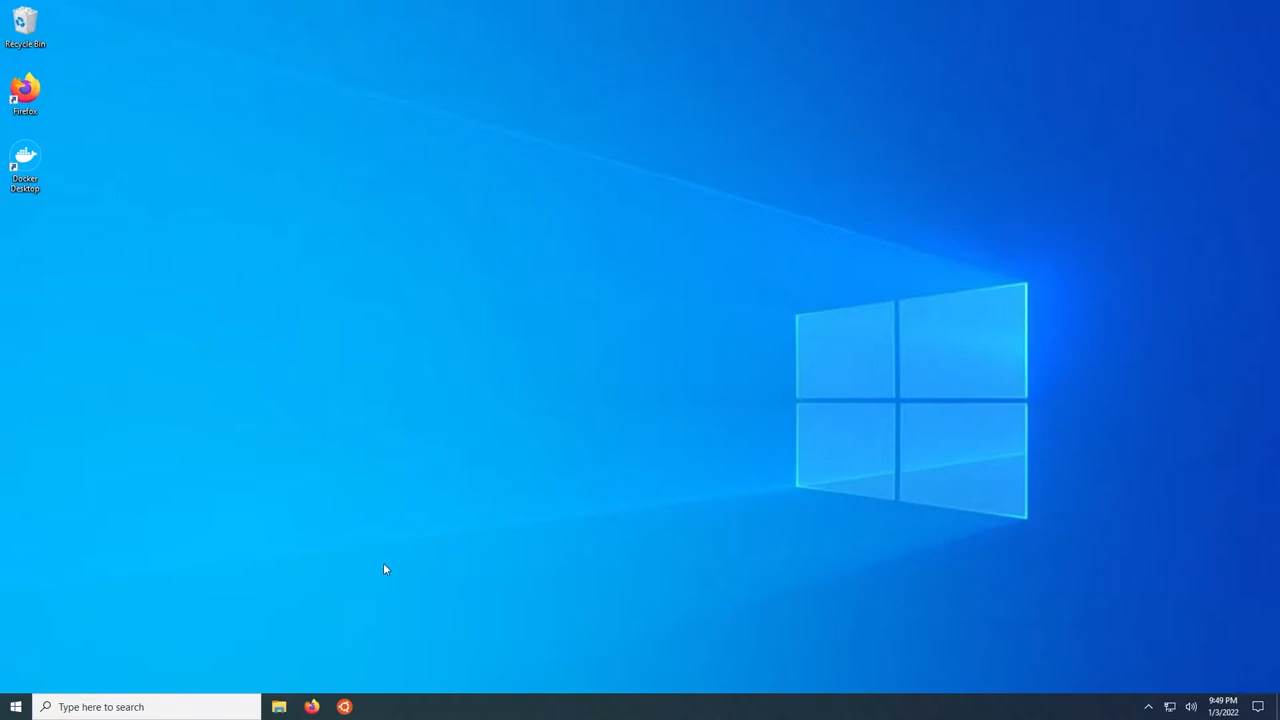 Recycle Bin
Firefox
Docker
Desktop
Type here to search
9:49 PM
1/3/2022